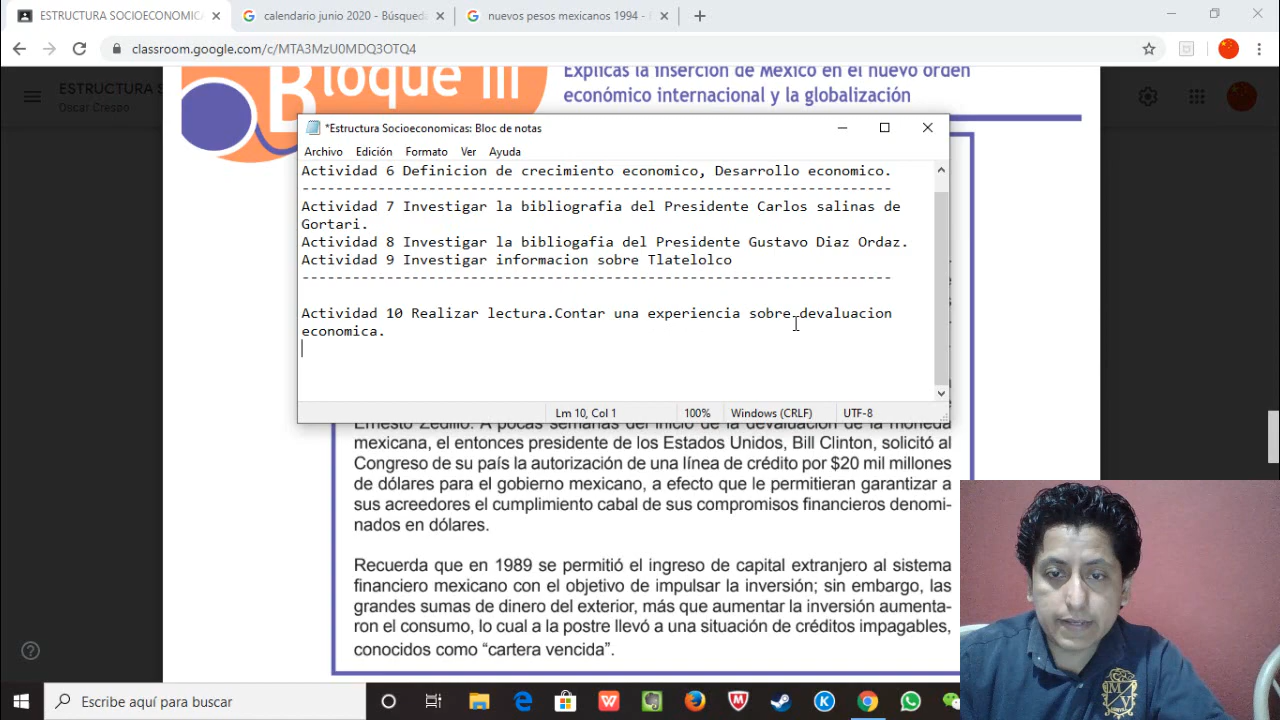 ESTRUCTURA SOCIOECONOMICA
calendario junio 2020 - Búsqued
nuevos pesos mexicanos 1994 -
classroom.google.com/c/MTA3MzU0MDQ3OTQ4
ESTRUCTURA S
Oscar Crespo
Bloque III
Explicas la inserción de México en el nuevo orden
económico internacional y la globalización
*Estructura Socioeconomicas: Bloc de notas
Archivo Edición Formato Ver Ayuda
Actividad 6 Definicion de crecimiento economico, Desarrollo economico.
----------------------------------------------------------------------
Actividad 7 Investigar la bibliografia del Presidente Carlos salinas de
Gortari.
Actividad 8 Investigar la bibliogafia del Presidente Gustavo Diaz Ordaz.
Actividad 9 Investigar informacion sobre Tlatelolco
----------------------------------------------------------------------
Actividad 10 Realizar lectura.Contar una experiencia sobre devaluacion
economica.
Lm 10, Col 1 100% Windows (CRLF) UTF-8
Ernesto Zedillo. A pocas semanas del inicio de la devaluación de la moneda
mexicana, el entonces presidente de los Estados Unidos, Bill Clinton, solicitó al
Congreso de su país la autorización de una línea de crédito por $20 mil millones
de dólares para el gobierno mexicano, a efecto que le permitieran garantizar a
sus acreedores el cumplimiento cabal de sus compromisos financieros denomi-
nados en dólares.
Recuerda que en 1989 se permitió el ingreso de capital extranjero al sistema
financiero mexicano con el objetivo de impulsar la inversión; sin embargo, las
grandes sumas de dinero del exterior, más que aumentar la inversión aumenta-
ron el consumo, lo cual a la postre llevó a una situación de créditos impagables,
conocidos como “cartera vencida”.
Escribe aquí para buscar